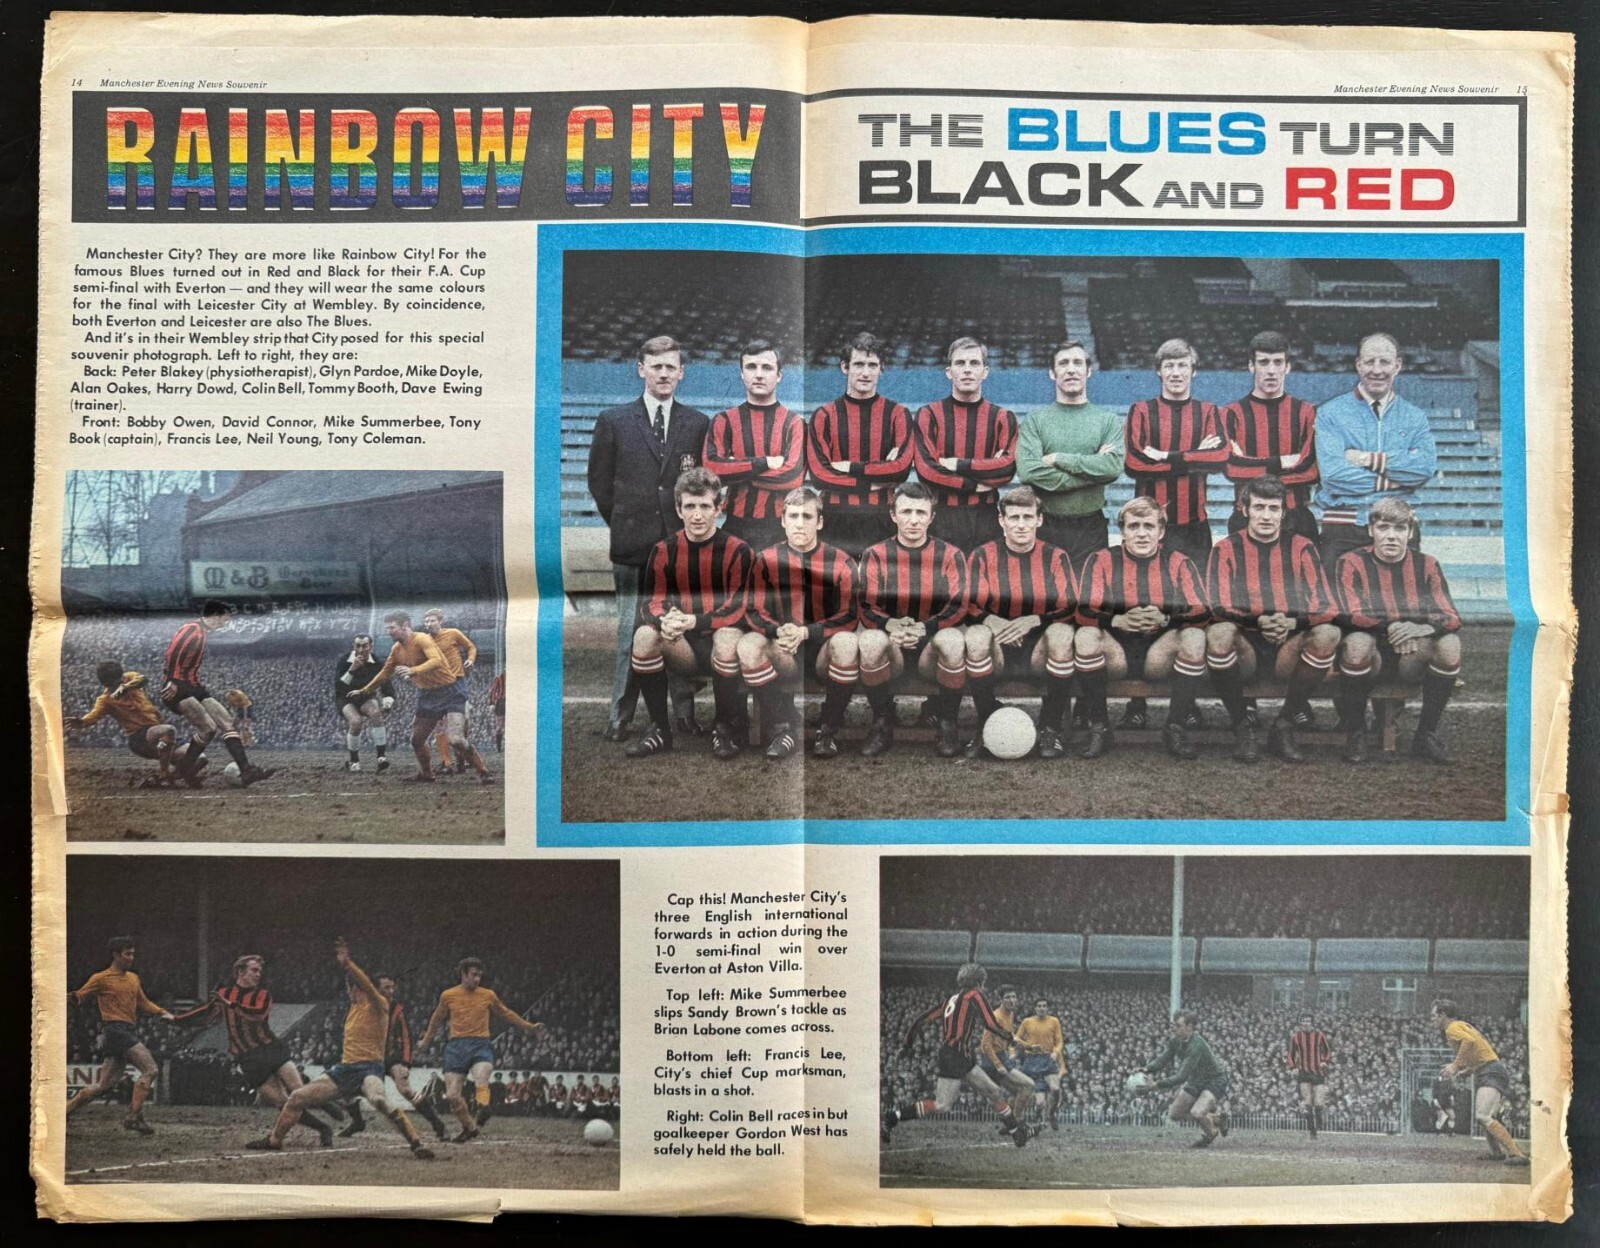 14 Manchester Evening News Souvenir
Manchester Evening News Souvenir 15
RAINBOW CITY
THE BLUES TURN
BLACK AND RED
Manchester City? They are more like Rainbow City! For the
famous Blues turned out in Red and Black for their F.A. Cup
semi-final with Everton — and they will wear the same colours
for the final with Leicester City at Wembley. By coincidence,
both Everton and Leicester are also The Blues.
And it's in their Wembley strip that City posed for this special
souvenir photograph. Left to right, they are:
Back: Peter Blakey (physiotherapist), Glyn Pardoe, Mike Doyle,
Alan Oakes, Harry Dowd, Colin Bell, Tommy Booth, Dave Ewing
(trainer).
Front: Bobby Owen, David Connor, Mike Summerbee, Tony
Book (captain), Francis Lee, Neil Young, Tony Coleman.
M & B
Cap this! Manchester City's
three English international
forwards in action during the
1-0 semi-final win over
Everton at Aston Villa.
Top left: Mike Summerbee
slips Sandy Brown's tackle as
Brian Labone comes across.
Bottom left: Francis Lee,
City's chief Cup marksman,
blasts in a shot.
Right: Colin Bell races in but
goalkeeper Gordon West has
safely held the ball.
8